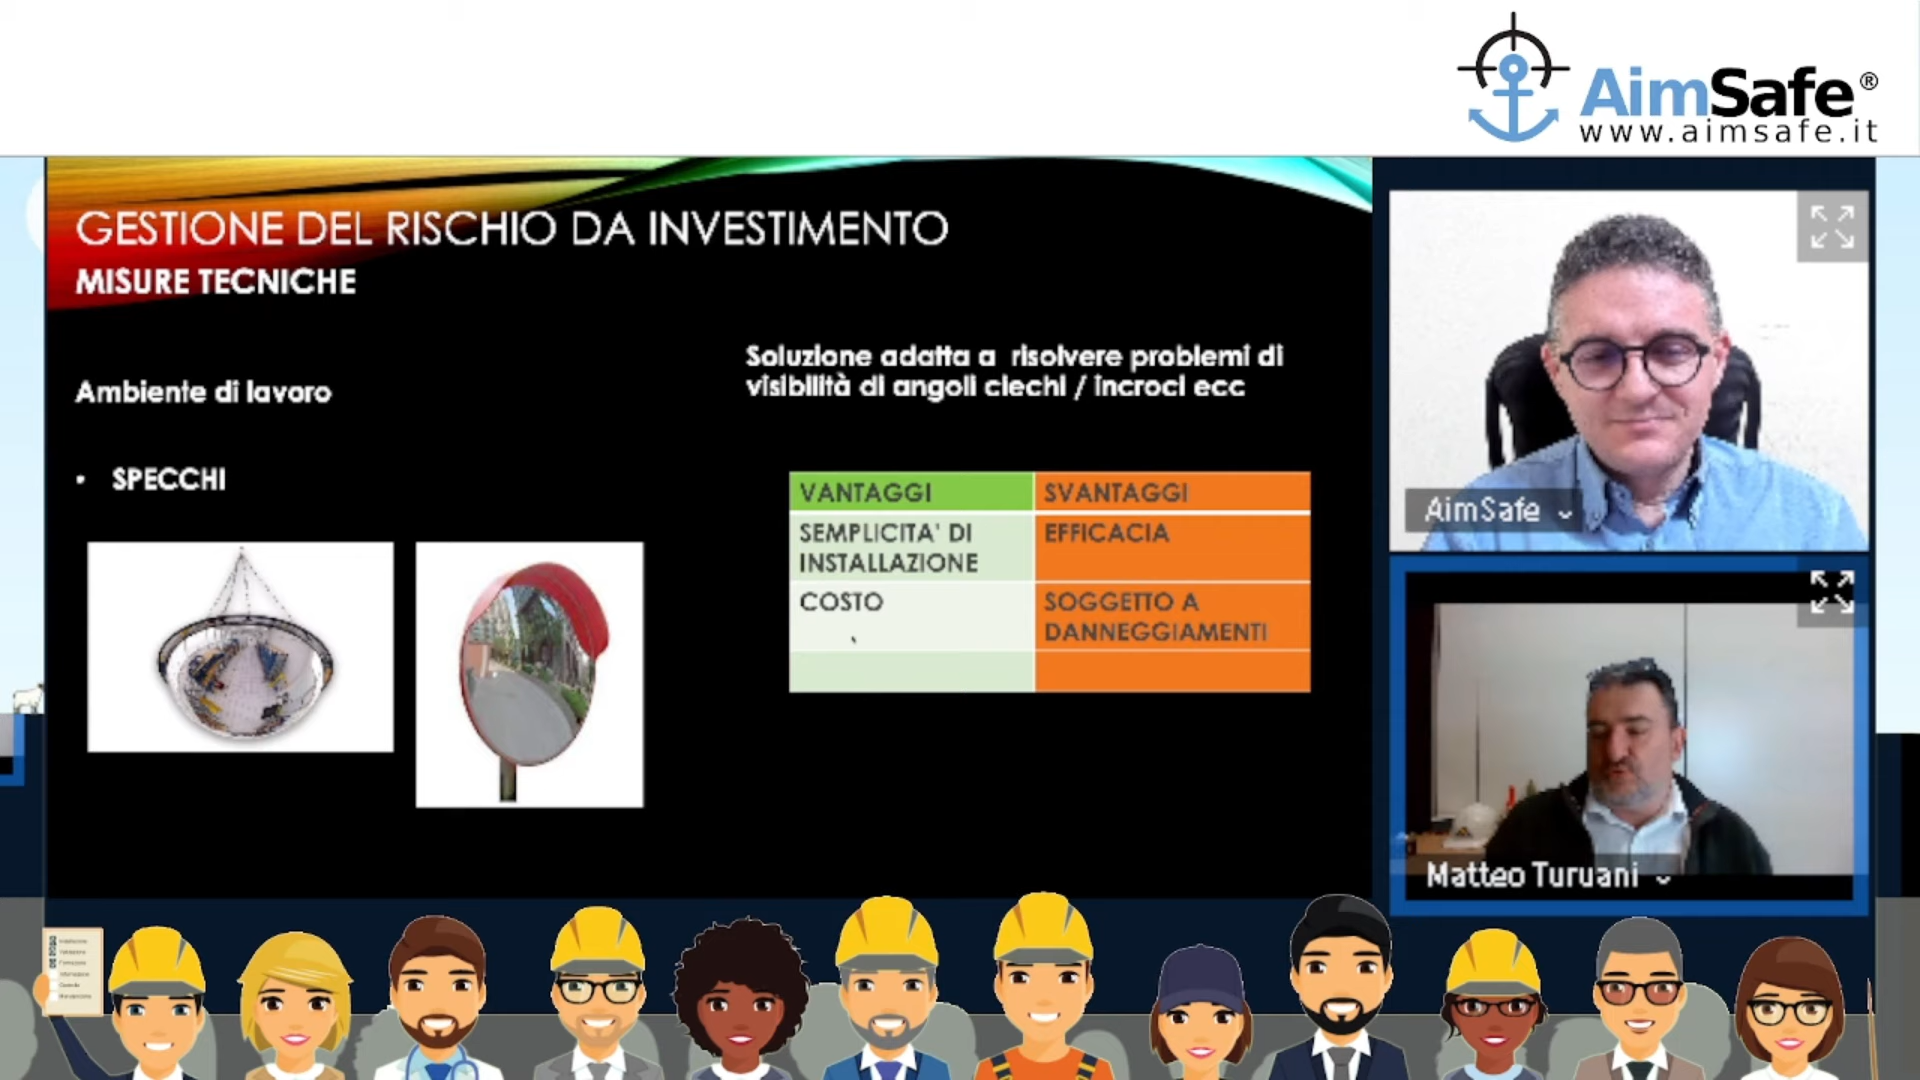 AimSafe®
www.aimsafe.it
GESTIONE DEL RISCHIO DA INVESTIMENTO
MISURE TECNICHE
Soluzione adatta a risolvere problemi di
visibilità di angoli ciechi / incroci ecc
Ambiente di lavoro
• SPECCHI
VANTAGGI
SVANTAGGI
SEMPLICITA' DI
INSTALLAZIONE
EFFICACIA
COSTO
SOGGETTO A
DANNEGGIAMENTI
AimSafe
Matteo Turuani